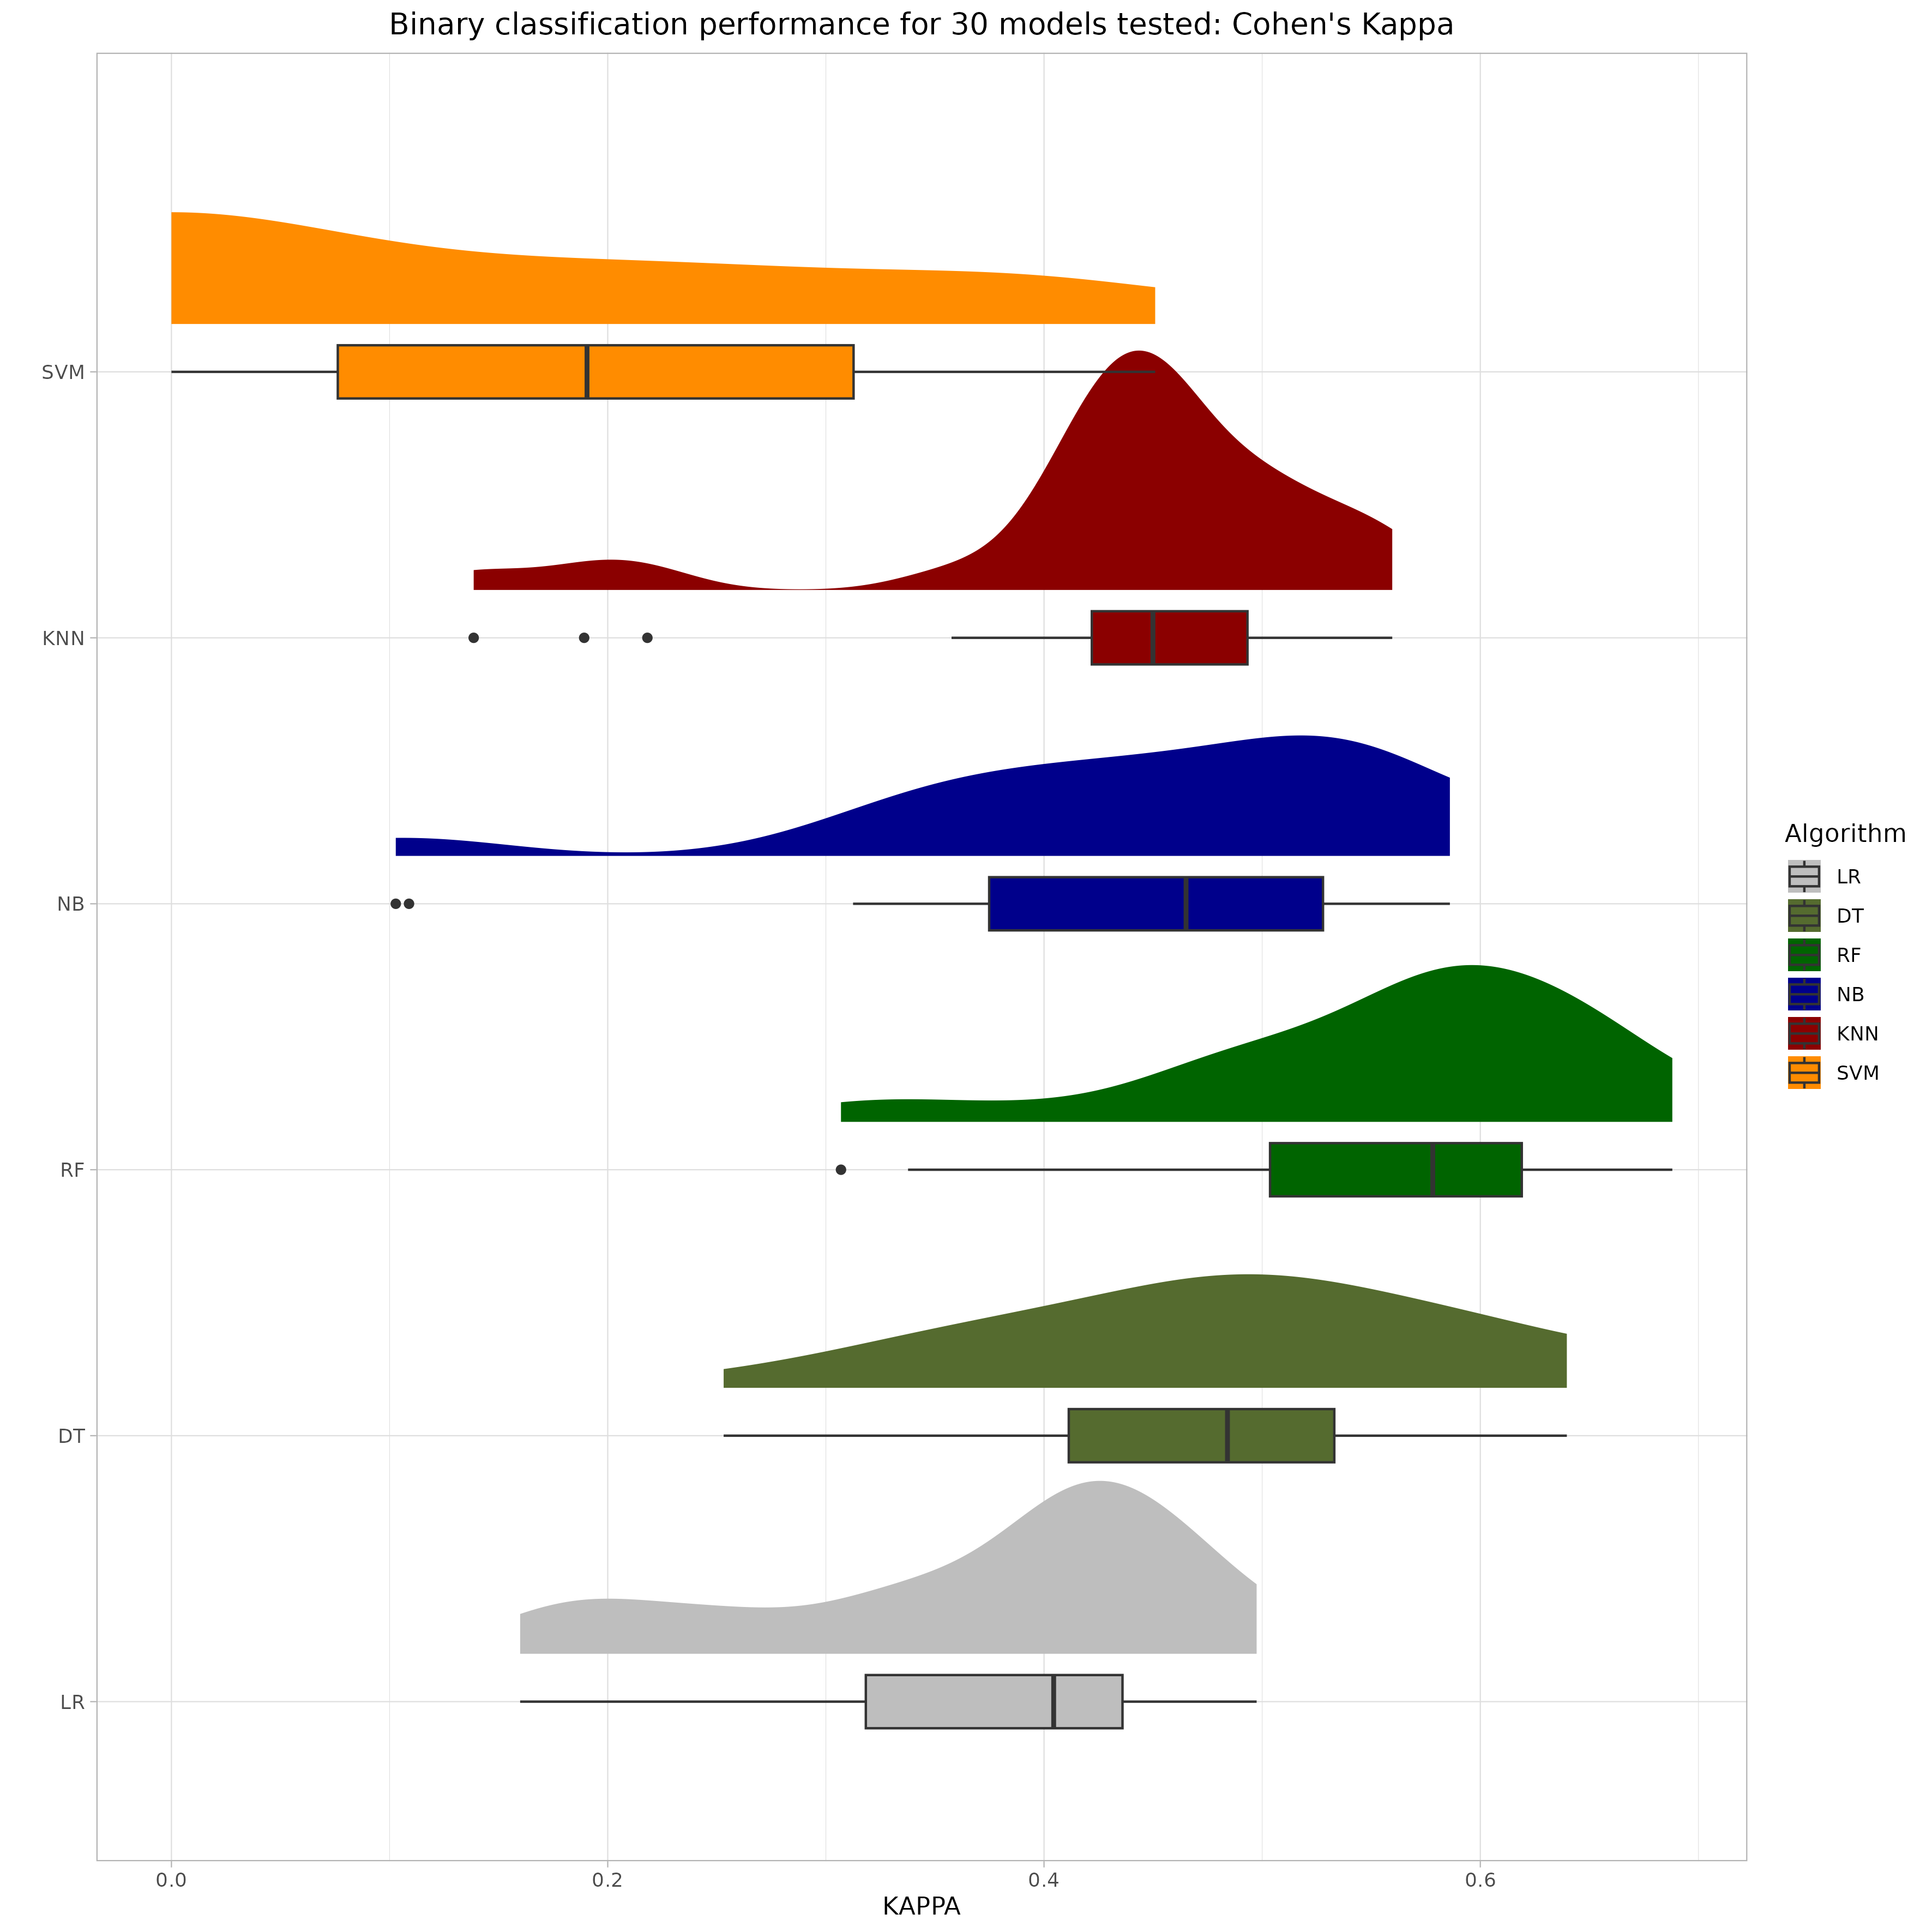 Binary classification performance for 30 models tested: Cohen's Kappa
SVM
KNN
NB
RF
DT
LR
0.0 0.2 0.4 0.6
KAPPA
Algorithm
LR
DT
RF
NB
KNN
SVM